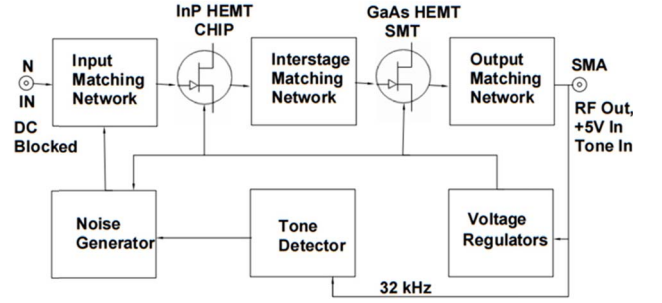 InP HEMT
CHIP
GaAs HEMT
SMT
N
IN
DC
Blocked
Input
Matching
Network
Interstage
Matching
Network
Output
Matching
Network
SMA
RF Out,
+5V In
Tone In
Noise
Generator
Tone
Detector
Voltage
Regulators
32 kHz